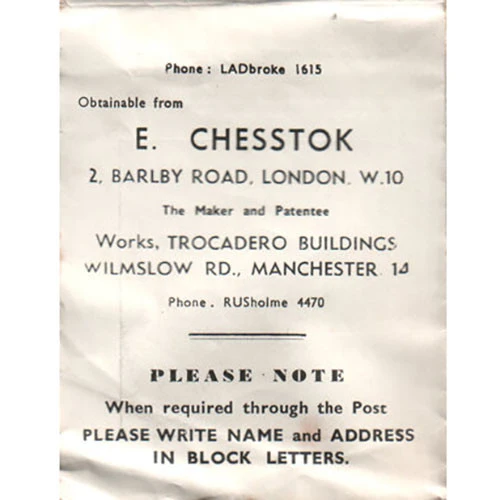 Phone : LADbroke 1615
Obtainable from
E. CHESSTOK
2, BARLBY ROAD, LONDON. W.10
The Maker and Patentee
Works, TROCADERO BUILDINGS
WILMSLOW RD., MANCHESTER 14
Phone . RUSholme 4470
PLEASE NOTE
When required through the Post
PLEASE WRITE NAME and ADDRESS
IN BLOCK LETTERS.